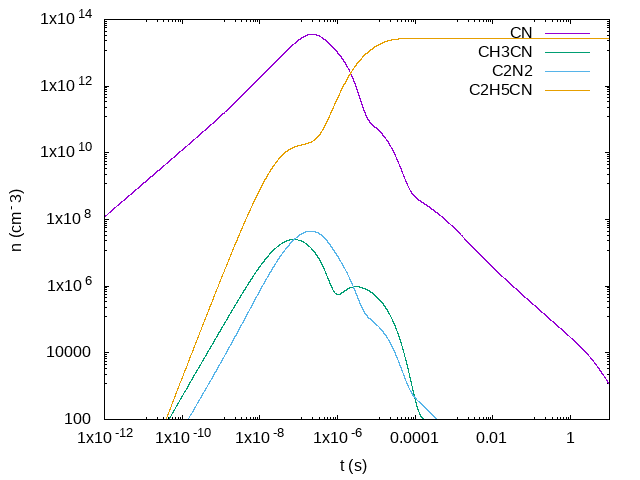 1x10^14
1x10^12
1x10^10
1x10^8
1x10^6
10000
100
n (cm^-3)
CN
CH3CN
C2N2
C2H5CN
1x10^-12 1x10^-10 1x10^-8 1x10^-6 0.0001 0.01 1
t (s)